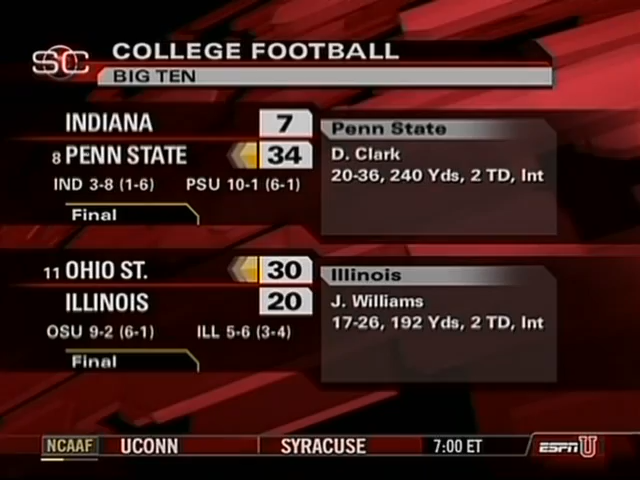 SC COLLEGE FOOTBALL
BIG TEN
INDIANA 7
8 PENN STATE 34
IND 3-8 (1-6) PSU 10-1 (6-1)
Final
Penn State
D. Clark
20-36, 240 Yds, 2 TD, Int
11 OHIO ST. 30
ILLINOIS 20
OSU 9-2 (6-1) ILL 5-6 (3-4)
Final
Illinois
J. Williams
17-26, 192 Yds, 2 TD, Int
NCAAF UCONN SYRACUSE 7:00 ET ESPNU